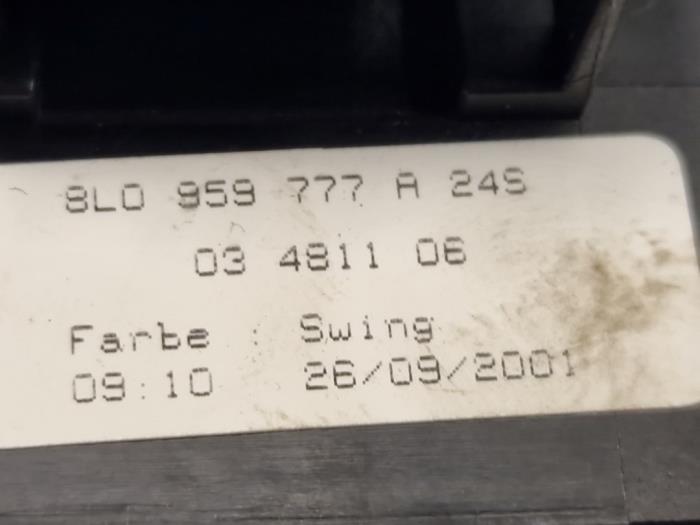 8L0 959 777 A 24S
03 4811 06
Farbe : Swing
09:10 26/09/2001